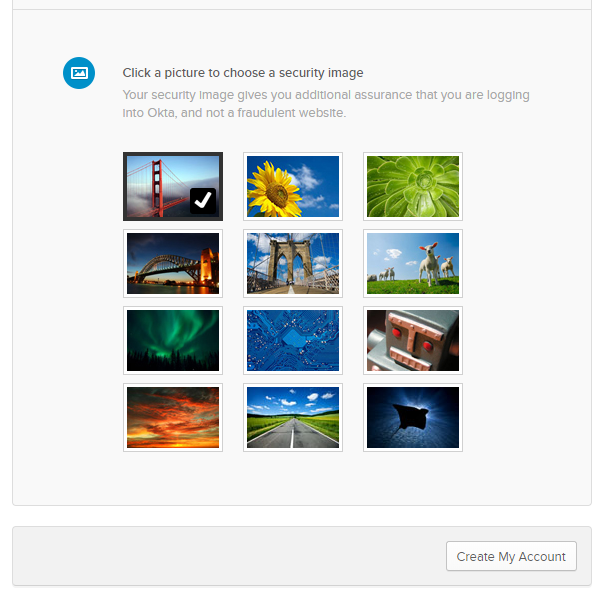 Click a picture to choose a security image
Your security image gives you additional assurance that you are logging
into Okta, and not a fraudulent website.
Create My Account